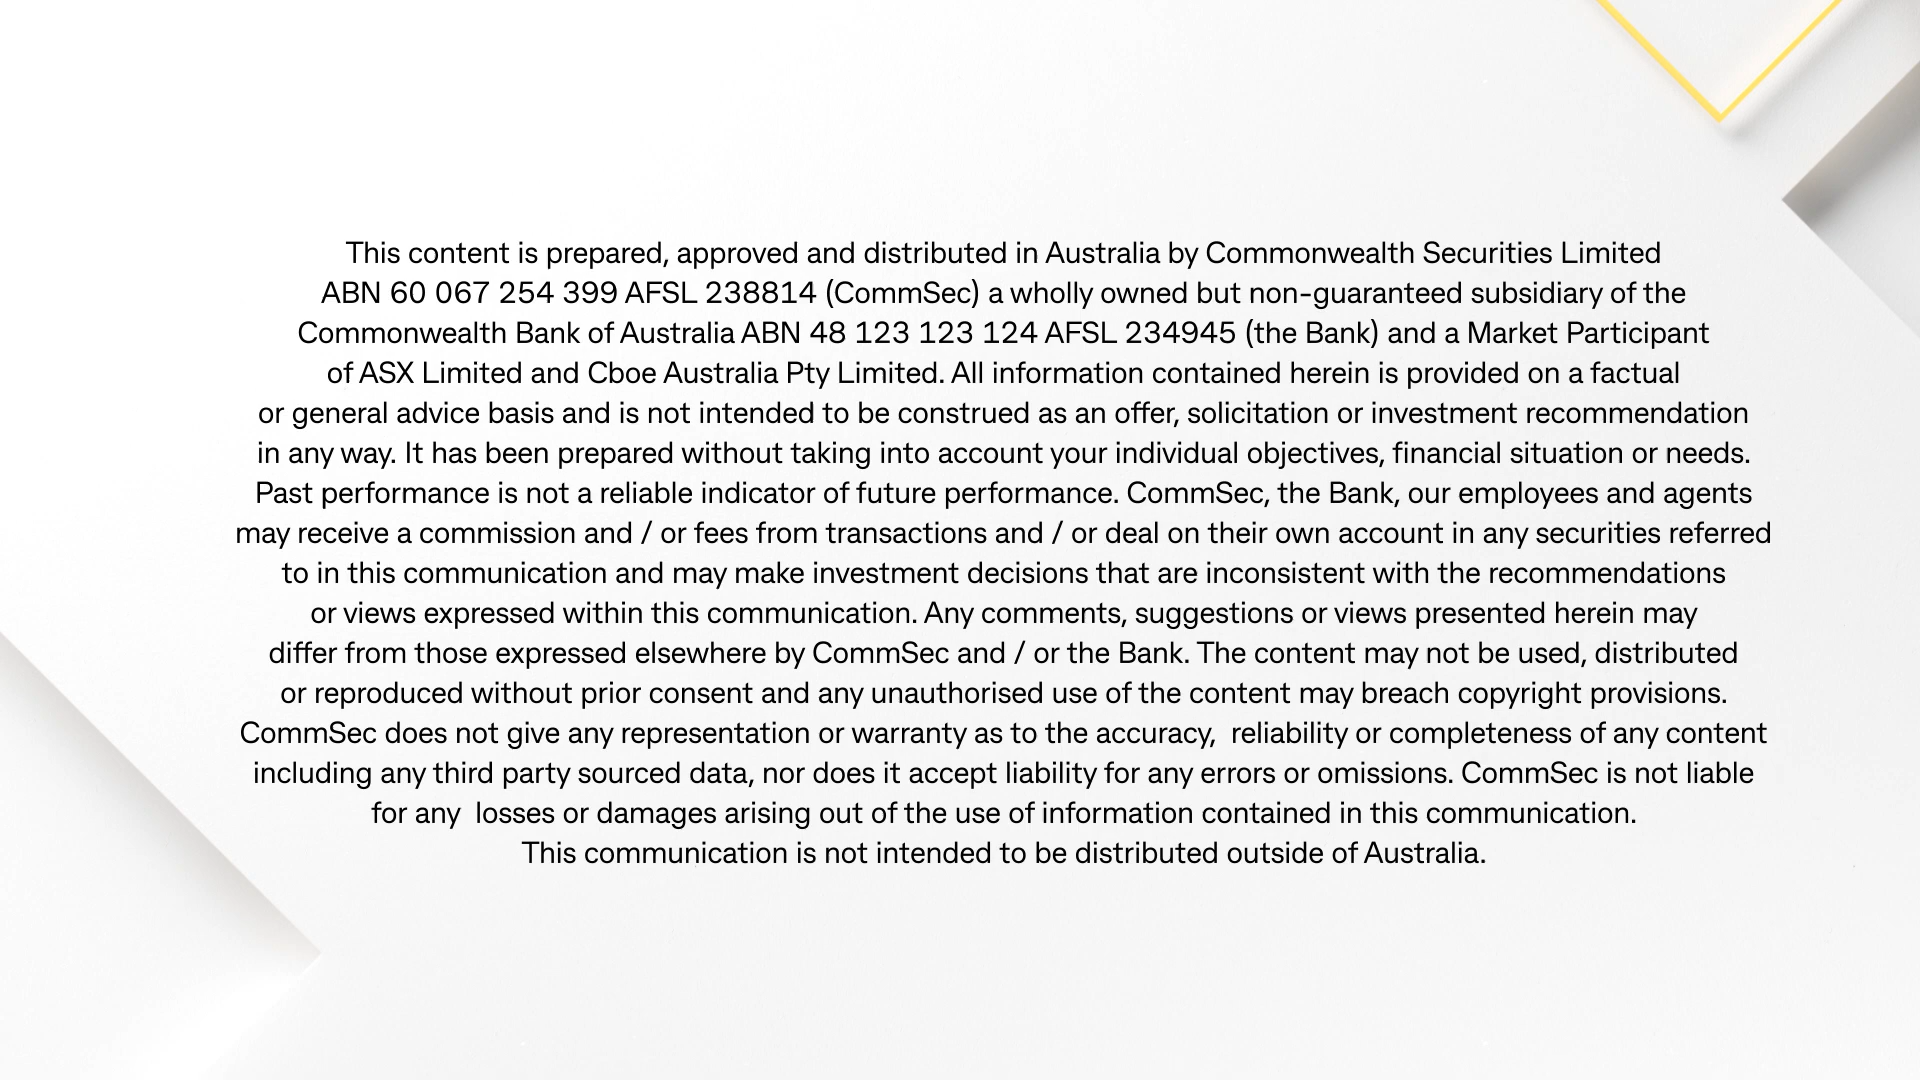 This content is prepared, approved and distributed in Australia by Commonwealth Securities Limited
ABN 60 067 254 399 AFSL 238814 (CommSec) a wholly owned but non-guaranteed subsidiary of the
Commonwealth Bank of Australia ABN 48 123 123 124 AFSL 234945 (the Bank) and a Market Participant
of ASX Limited and Cboe Australia Pty Limited. All information contained herein is provided on a factual
or general advice basis and is not intended to be construed as an offer, solicitation or investment recommendation
in any way. It has been prepared without taking into account your individual objectives, financial situation or needs.
Past performance is not a reliable indicator of future performance. CommSec, the Bank, our employees and agents
may receive a commission and / or fees from transactions and / or deal on their own account in any securities referred
to in this communication and may make investment decisions that are inconsistent with the recommendations
or views expressed within this communication. Any comments, suggestions or views presented herein may
differ from those expressed elsewhere by CommSec and / or the Bank. The content may not be used, distributed
or reproduced without prior consent and any unauthorised use of the content may breach copyright provisions.
CommSec does not give any representation or warranty as to the accuracy,  reliability or completeness of any content
including any third party sourced data, nor does it accept liability for any errors or omissions. CommSec is not liable
for any  losses or damages arising out of the use of information contained in this communication.
This communication is not intended to be distributed outside of Australia.